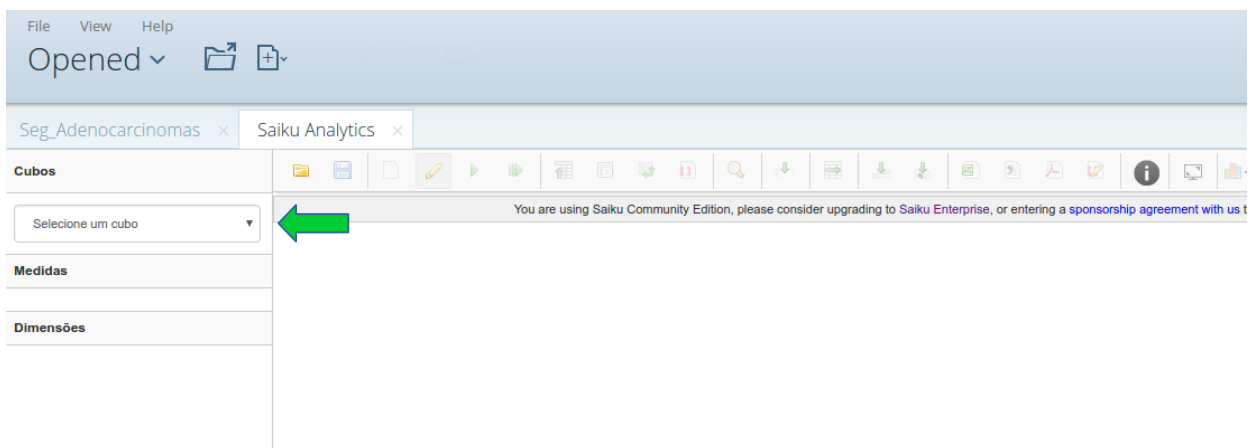 File View Help
Opened
Seg_Adenocarcinomas × Saiku Analytics ×
Cubos
You are using Saiku Community Edition, please consider upgrading to Saiku Enterprise, or entering a sponsorship agreement with us t
Selecione um cubo
Medidas
Dimensões